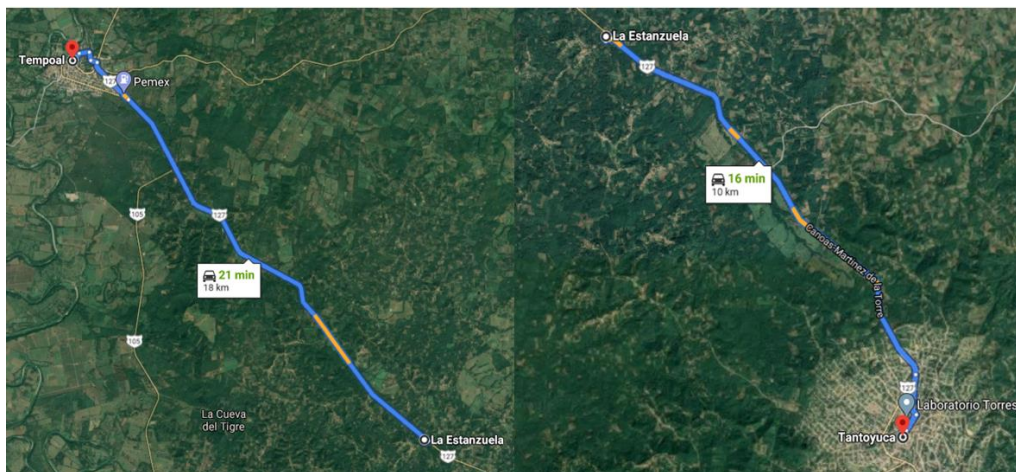 Tempoal
127
Pemex
105
127
21 min
18 km
105
La Cueva
del Tigre
La Estanzuela
127
La Estanzuela
127
16 min
10 km
Canoas Martínez de la Torre
127
Laboratorio Torres
Tantoyuca